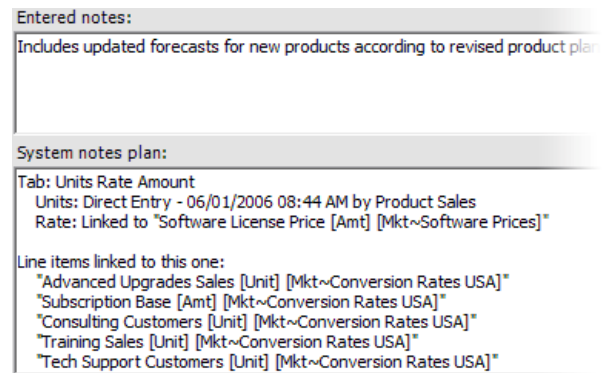 Entered notes:
Includes updated forecasts for new products according to revised product plan
System notes plan:
Tab: Units Rate Amount
Units: Direct Entry - 06/01/2006 08:44 AM by Product Sales
Rate: Linked to "Software License Price [Amt] [Mkt~Software Prices]"
Line items linked to this one:
"Advanced Upgrades Sales [Unit] [Mkt~Conversion Rates USA]"
"Subscription Base [Amt] [Mkt~Conversion Rates USA]"
"Consulting Customers [Unit] [Mkt~Conversion Rates USA]"
"Training Sales [Unit] [Mkt~Conversion Rates USA]"
"Tech Support Customers [Unit] [Mkt~Conversion Rates USA]"